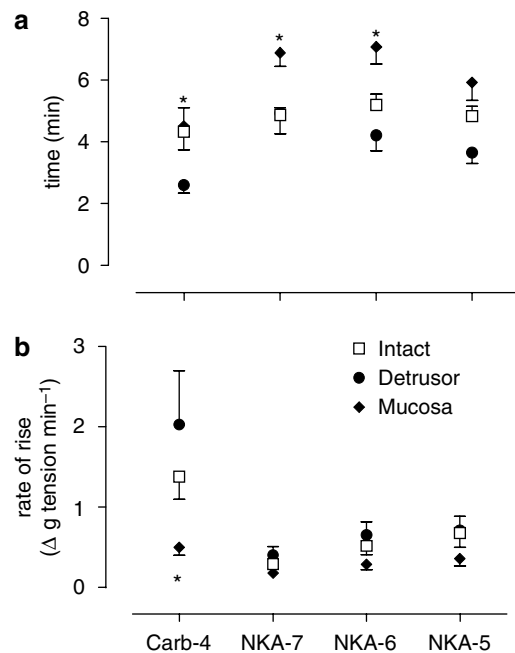 a
8
6
4
2
0
time (min)
*
*
*
b
3
2
1
0
rate of rise
(Δ g tension min−1)
Intact
Detrusor
Mucosa
*
Carb-4 NKA-7 NKA-6 NKA-5